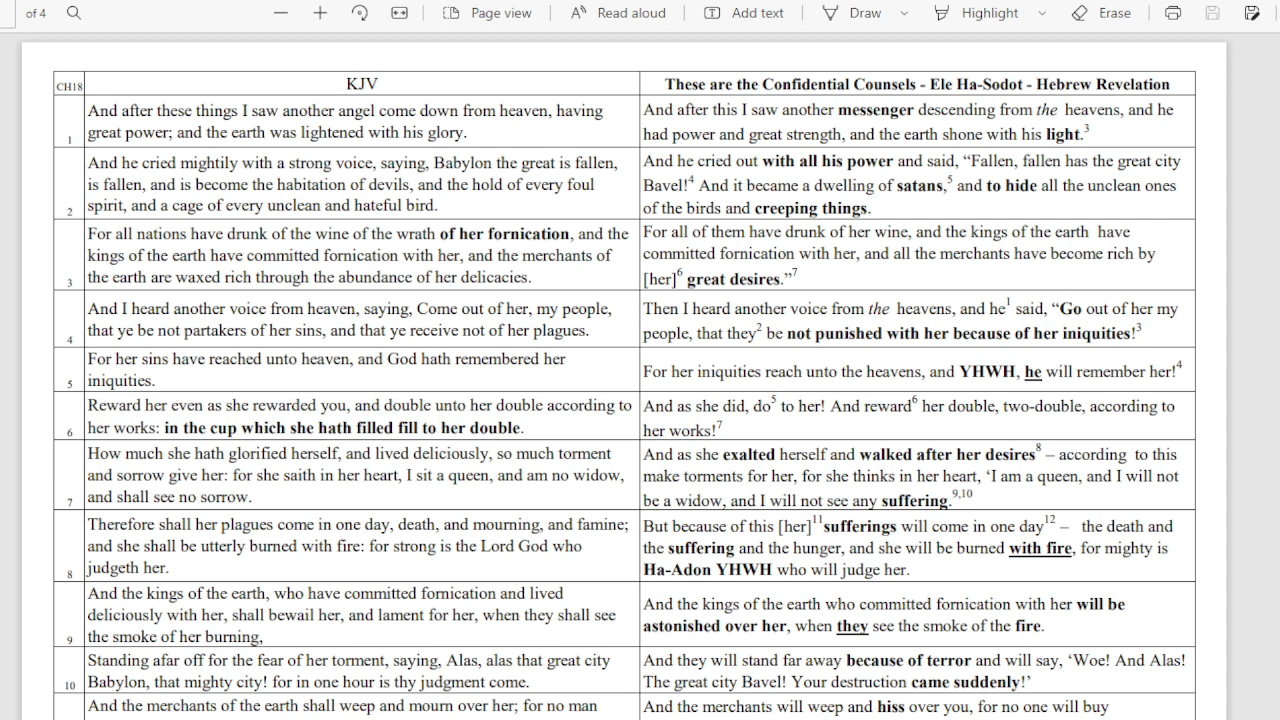 of 4 Page view Read aloud Add text Draw Highlight Erase
CH18 KJV These are the Confidential Counsels - Ele Ha-Sodot - Hebrew Revelation
1
And after these things I saw another angel come down from heaven, having
great power; and the earth was lightened with his glory.
And after this I saw another messenger descending from the heavens, and he
had power and great strength, and the earth shone with his light.3
2
And he cried mightily with a strong voice, saying, Babylon the great is fallen,
is fallen, and is become the habitation of devils, and the hold of every foul
spirit, and a cage of every unclean and hateful bird.
And he cried out with all his power and said, “Fallen, fallen has the great city
Bavel!4 And it became a dwelling of satans,5 and to hide all the unclean ones
of the birds and creeping things.
3
For all nations have drunk of the wine of the wrath of her fornication, and the
kings of the earth have committed fornication with her, and the merchants of
the earth are waxed rich through the abundance of her delicacies.
For all of them have drunk of her wine, and the kings of the earth have
committed fornication with her, and all the merchants have become rich by
[her]6 great desires.”7
4
And I heard another voice from heaven, saying, Come out of her, my people,
that ye be not partakers of her sins, and that ye receive not of her plagues.
Then I heard another voice from the heavens, and he1 said, “Go out of her my
people, that they2 be not punished with her because of her iniquities!3
5
For her sins have reached unto heaven, and God hath remembered her
iniquities.
For her iniquities reach unto the heavens, and YHWH, he will remember her!4
6
Reward her even as she rewarded you, and double unto her double according to
her works: in the cup which she hath filled fill to her double.
And as she did, do5 to her! And reward6 her double, two-double, according to
her works!7
7
How much she hath glorified herself, and lived deliciously, so much torment
and sorrow give her: for she saith in her heart, I sit a queen, and am no widow,
and shall see no sorrow.
And as she exalted herself and walked after her desires8 – according to this
make torments for her, for she thinks in her heart, ‘I am a queen, and I will not
be a widow, and I will not see any suffering.9,10
8
Therefore shall her plagues come in one day, death, and mourning, and famine;
and she shall be utterly burned with fire: for strong is the Lord God who
judgeth her.
But because of this [her]11 sufferings will come in one day12 – the death and
the suffering and the hunger, and she will be burned with fire, for mighty is
Ha-Adon YHWH who will judge her.
9
And the kings of the earth, who have committed fornication and lived
deliciously with her, shall bewail her, and lament for her, when they shall see
the smoke of her burning,
And the kings of the earth who committed fornication with her will be
astonished over her, when they see the smoke of the fire.
10
Standing afar off for the fear of her torment, saying, Alas, alas that great city
Babylon, that mighty city! for in one hour is thy judgment come.
And they will stand far away because of terror and will say, ‘Woe! And Alas!
The great city Bavel! Your destruction came suddenly!’
And the merchants of the earth shall weep and mourn over her; for no man
And the merchants will weep and hiss over you, for no one will buy